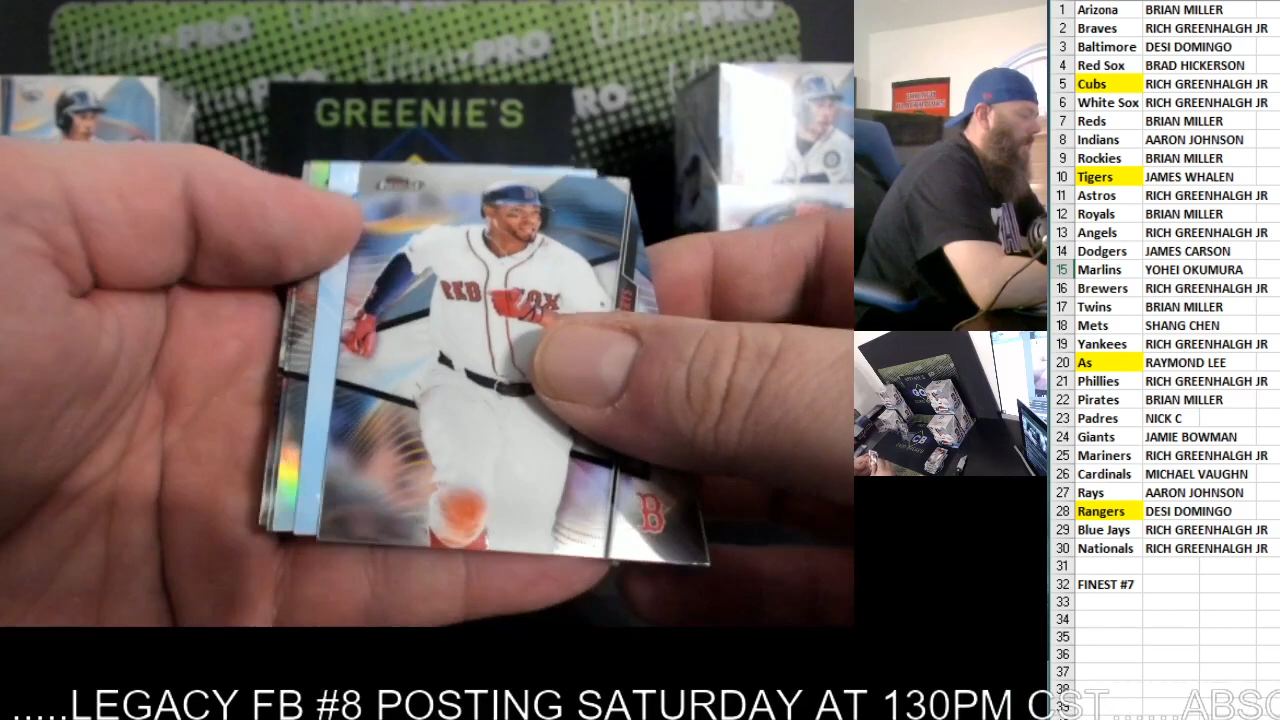 Ultra-PRO
GREENIE'S
RED SOX
B
1 Arizona BRIAN MILLER
2 Braves RICH GREENHALGH JR
3 Baltimore DESI DOMINGO
4 Red Sox BRAD HICKERSON
5 Cubs RICH GREENHALGH JR
6 White Sox RICH GREENHALGH JR
7 Reds BRIAN MILLER
8 Indians AARON JOHNSON
9 Rockies BRIAN MILLER
10 Tigers JAMES WHALEN
11 Astros RICH GREENHALGH JR
12 Royals BRIAN MILLER
13 Angels RICH GREENHALGH JR
14 Dodgers JAMES CARSON
15 Marlins YOHEI OKUMURA
16 Brewers RICH GREENHALGH JR
17 Twins BRIAN MILLER
18 Mets SHANG CHEN
19 Yankees RICH GREENHALGH JR
20 As RAYMOND LEE
21 Phillies RICH GREENHALGH JR
22 Pirates BRIAN MILLER
23 Padres NICK C
24 Giants JAMIE BOWMAN
25 Mariners RICH GREENHALGH JR
26 Cardinals MICHAEL VAUGHN
27 Rays AARON JOHNSON
28 Rangers DESI DOMINGO
29 Blue Jays RICH GREENHALGH JR
30 Nationals RICH GREENHALGH JR
31
32 FINEST #7
33
34
35
36
37
38
39
.....LEGACY FB #8 POSTING SATURDAY AT 130PM CST.......ABSO